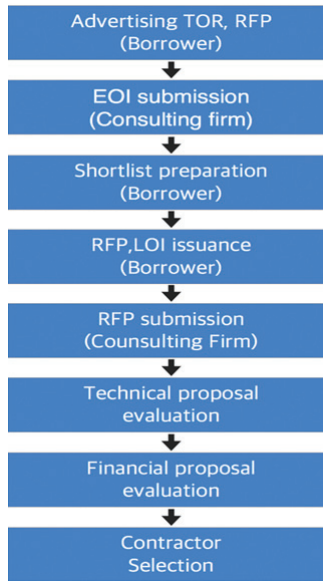 Advertising TOR, RFP
(Borrower)
EOI submission
(Consulting firm)
Shortlist preparation
(Borrower)
RFP,LOI issuance
(Borrower)
RFP submission
(Counsulting Firm)
Technical proposal
evaluation
Financial proposal
evaluation
Contractor
Selection